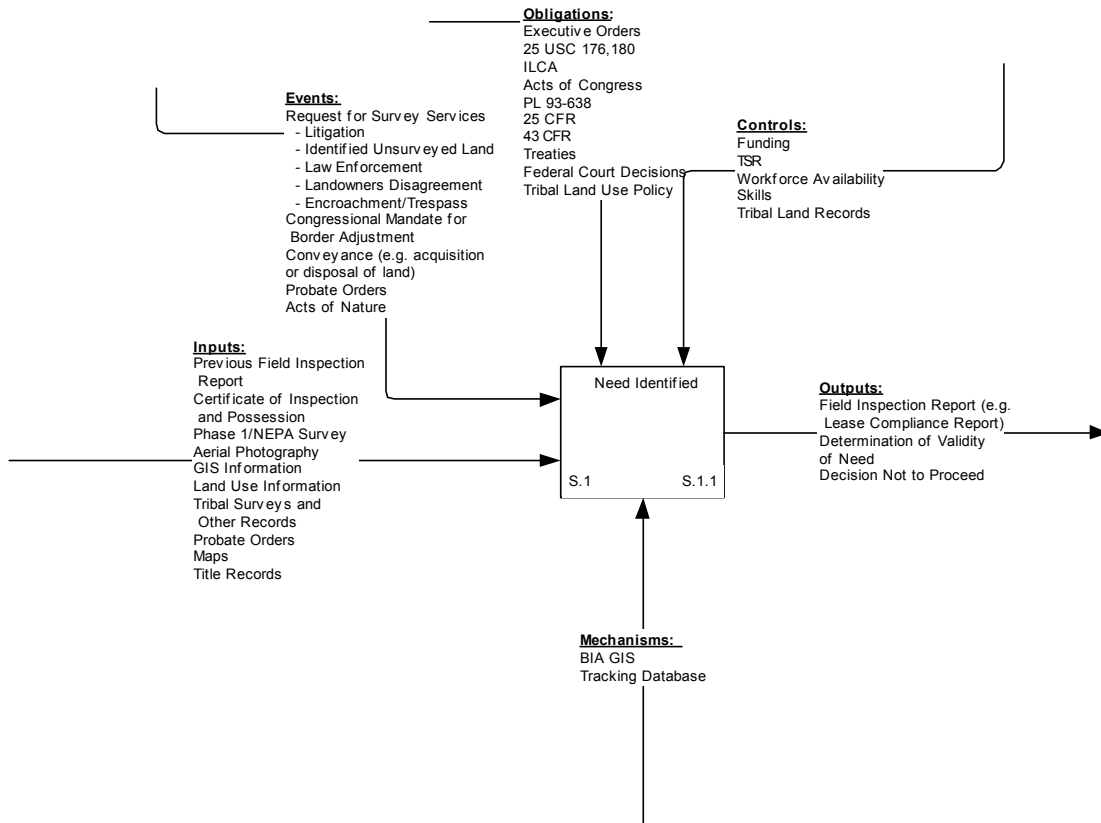 Obligations:
Executive Orders
25 USC 176,180
ILCA
Acts of Congress
PL 93-638
25 CFR
43 CFR
Treaties
Federal Court Decisions
Tribal Land Use Policy
Events:
Request for Survey Services
- Litigation
- Identified Unsurveyed Land
- Law Enforcement
- Landowners Disagreement
- Encroachment/Trespass
Congressional Mandate for
Border Adjustment
Conveyance (e.g. acquisition
or disposal of land)
Probate Orders
Acts of Nature
Controls:
Funding
TSR
Workforce Availability
Skills
Tribal Land Records
Inputs:
Previous Field Inspection
Report
Certificate of Inspection
and Possession
Phase 1/NEPA Survey
Aerial Photography
GIS Information
Land Use Information
Tribal Surveys and
Other Records
Probate Orders
Maps
Title Records
Need Identified
S.1 S.1.1
Outputs:
Field Inspection Report (e.g.
Lease Compliance Report)
Determination of Validity
of Need
Decision Not to Proceed
Mechanisms:
BIA GIS
Tracking Database